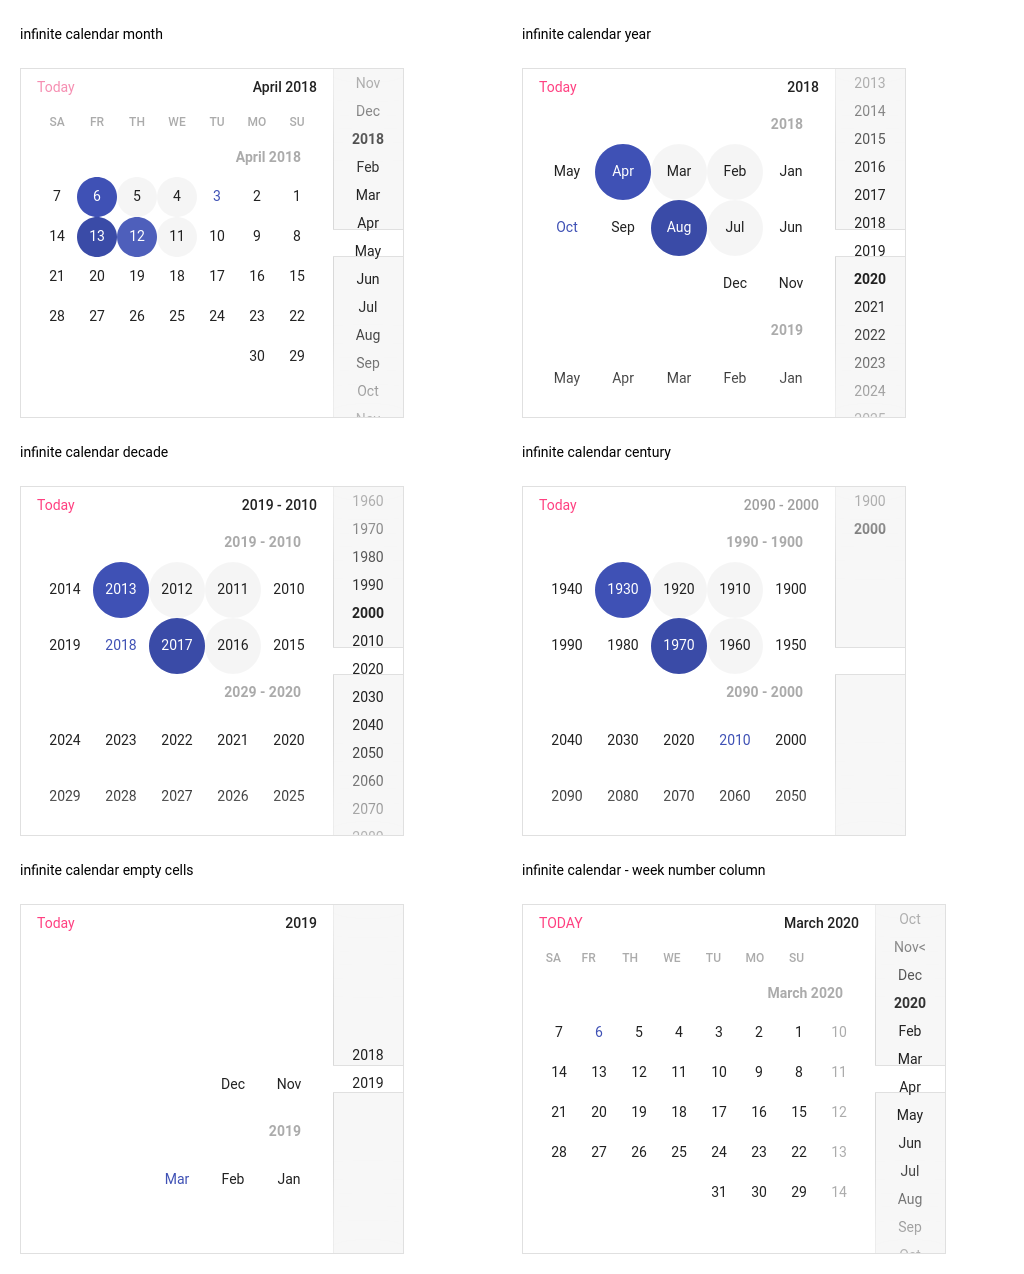 infinite calendar month
Today April 2018
SA FR TH WE TU MO SU
April 2018
7 6 5 4 3 2 1
14 13 12 11 10 9 8
21 20 19 18 17 16 15
28 27 26 25 24 23 22
30 29
Nov
Dec
2018
Feb
Mar
Apr
May
Jun
Jul
Aug
Sep
Oct
Nov
infinite calendar year
Today 2018
2018
May Apr Mar Feb Jan
Oct Sep Aug Jul Jun
Dec Nov
2019
May Apr Mar Feb Jan
2013
2014
2015
2016
2017
2018
2019
2020
2021
2022
2023
2024
2025
infinite calendar decade
Today 2019 - 2010
2019 - 2010
2014 2013 2012 2011 2010
2019 2018 2017 2016 2015
2029 - 2020
2024 2023 2022 2021 2020
2029 2028 2027 2026 2025
1960
1970
1980
1990
2000
2010
2020
2030
2040
2050
2060
2070
2080
infinite calendar century
Today 2090 - 2000
1990 - 1900
1940 1930 1920 1910 1900
1990 1980 1970 1960 1950
2090 - 2000
2040 2030 2020 2010 2000
2090 2080 2070 2060 2050
1900
2000
infinite calendar empty cells
Today 2019
Dec Nov
2019
Mar Feb Jan
2018
2019
infinite calendar - week number column
TODAY March 2020
SA FR TH WE TU MO SU
March 2020
7 6 5 4 3 2 1 10
14 13 12 11 10 9 8 11
21 20 19 18 17 16 15 12
28 27 26 25 24 23 22 13
31 30 29 14
Oct
Nov<
Dec
2020
Feb
Mar
Apr
May
Jun
Jul
Aug
Sep
Oct